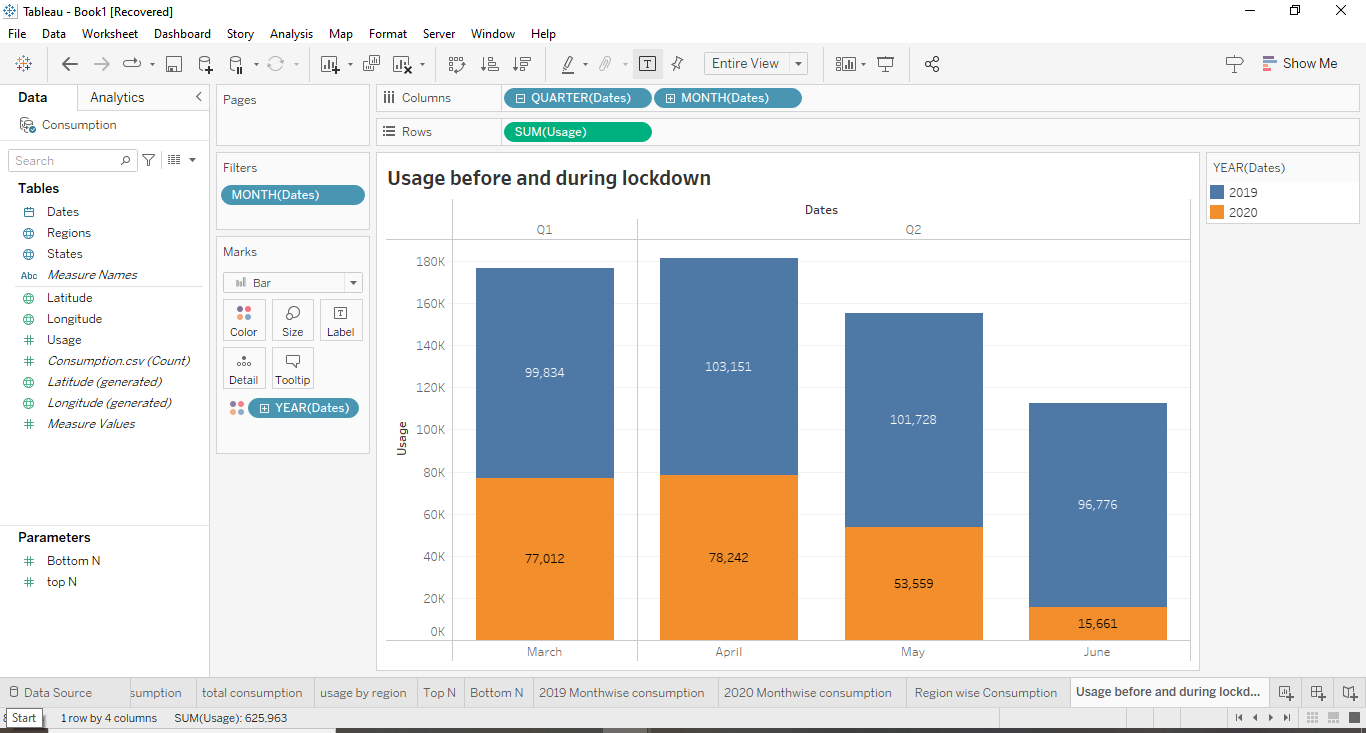 Tableau - Book1 [Recovered]
File Data Worksheet Dashboard Story Analysis Map Format Server Window Help
Entire View
Show Me
Data Analytics
Consumption
Search
Tables
Dates
Regions
States
Abc Measure Names
Latitude
Longitude
Usage
Consumption.csv (Count)
Latitude (generated)
Longitude (generated)
Measure Values
Parameters
Bottom N
top N
Pages
Filters
MONTH(Dates)
Marks
Bar
Color Size Label
Detail Tooltip
YEAR(Dates)
Columns QUARTER(Dates) MONTH(Dates)
Rows SUM(Usage)
Usage before and during lockdown
Dates
Q1 Q2
180K
160K
140K
120K
100K
80K
60K
40K
20K
0K
Usage
99,834 103,151 101,728 96,776
77,012 78,242 53,559 15,661
March April May June
YEAR(Dates)
2019
2020
Data Source sumption total consumption usage by region Top N Bottom N 2019 Monthwise consumption 2020 Monthwise consumption Region wise Consumption Usage before and during lockd...
Start 1 row by 4 columns SUM(Usage): 625,963